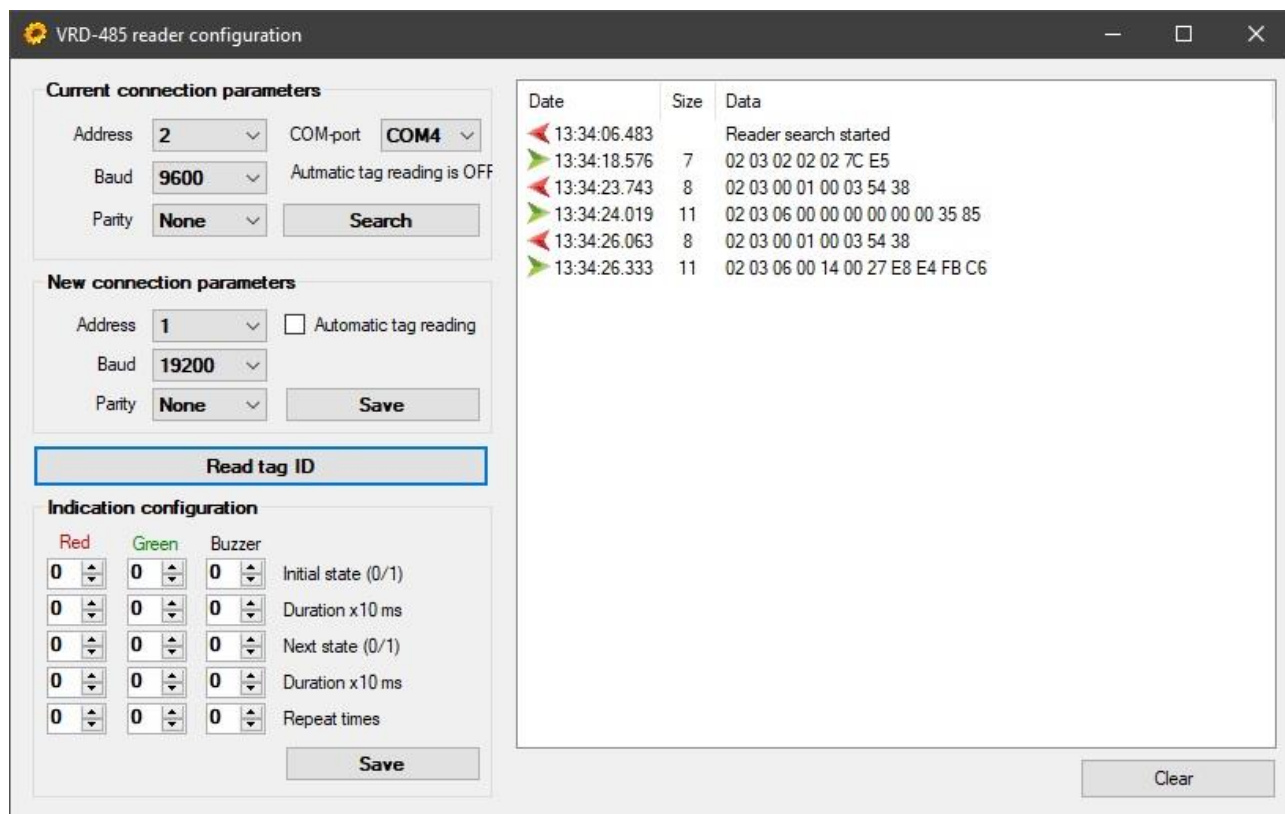 VRD-485 reader configuration
Current connection parameters
Address 2 COM-port COM4
Baud 9600 Autmatic tag reading is OFF
Parity None Search
New connection parameters
Address 1 Automatic tag reading
Baud 19200
Parity None Save
Read tag ID
Indication configuration
Red Green Buzzer
0 0 0 Initial state (0/1)
0 0 0 Duration x10 ms
0 0 0 Next state (0/1)
0 0 0 Duration x10 ms
0 0 0 Repeat times
Save
Date Size Data
13:34:06.483 Reader search started
13:34:18.576 7 02 03 02 02 02 7C E5
13:34:23.743 8 02 03 00 01 00 03 54 38
13:34:24.019 11 02 03 06 00 00 00 00 00 00 35 85
13:34:26.063 8 02 03 00 01 00 03 54 38
13:34:26.333 11 02 03 06 00 14 00 27 E8 E4 FB C6
Clear